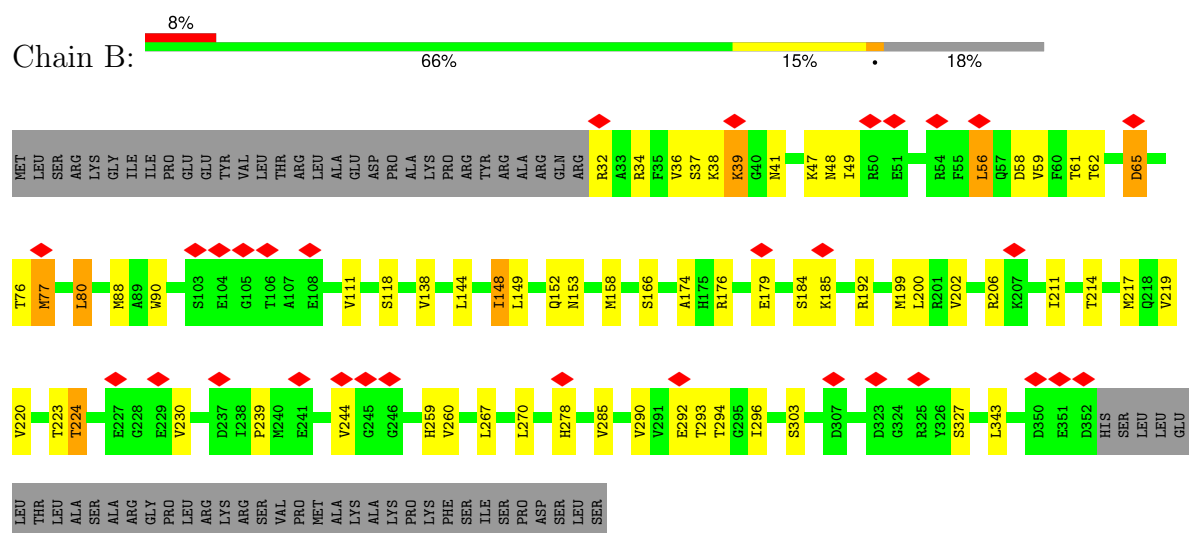 8%
Chain B:
66% 15% • 18%
MET LEU SER ARG LYS GLY ILE ILE PRO GLU GLU TYR VAL LEU THR ARG LEU ALA GLU ASP PRO ALA LYS PRO ARG TYR ARG ALA ARG GLN ARG R32 A33 R34 F35 V36 S37 K38 K39 G40 N41 K47 N48 I49 R50 E51 R54 F55 L56 Q57 D58 V59 F60 T61 T62 D65
T76 M77 L80 M88 A89 W90 S103 E104 G105 T106 A107 E108 V111 S118 V138 L144 I148 L149 Q152 N153 M158 S166 A174 H175 R176 E179 S184 K185 R192 M199 L200 R201 V202 R206 K207 I211 T214 M217 Q218 V219
V220 T223 T224 E227 G228 E229 V230 D237 I238 P239 M240 E241 V244 G245 G246 H259 V260 L267 L270 H278 V285 V290 V291 E292 T293 T294 G295 I296 S303 D307 D323 G324 R325 Y326 S327 L343 D350 E351 D352 HIS SER LEU LEU GLU
LEU THR LEU ALA SER ALA ARG GLY PRO LEU ARG LYS ARG SER VAL PRO MET ALA LYS ALA LYS PRO LYS PHE SER ILE SER PRO ASP SER LEU SER